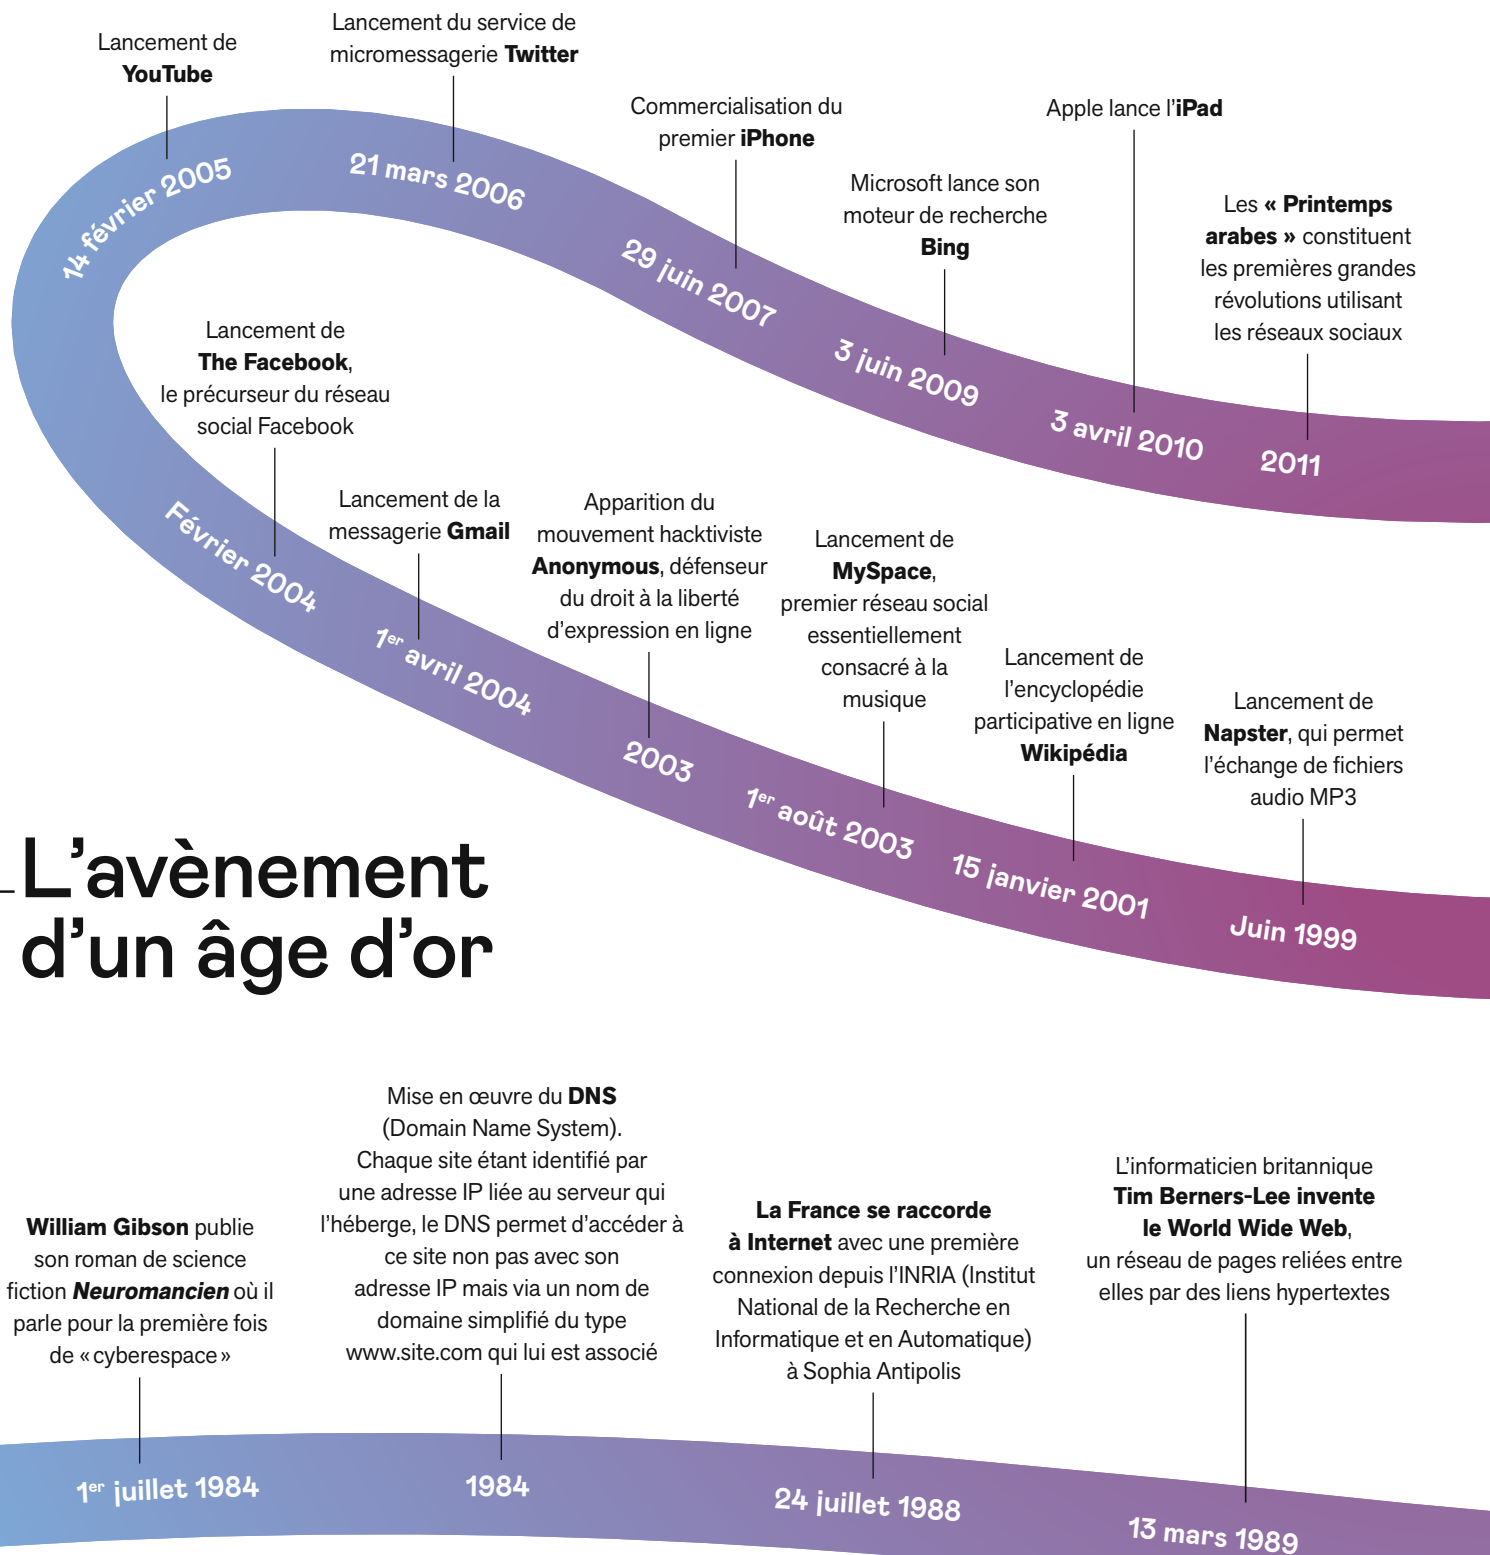 Lancement de
YouTube
14 février 2005
Lancement du service de
micromessagerie Twitter
21 mars 2006
Commercialisation du
premier iPhone
29 juin 2007
Microsoft lance son
moteur de recherche
Bing
3 juin 2009
Apple lance l'iPad
3 avril 2010
Les « Printemps
arabes » constituent
les premières grandes
révolutions utilisant
les réseaux sociaux
2011
Lancement de
The Facebook,
le précurseur du réseau
social Facebook
Février 2004
Lancement de la
messagerie Gmail
1er avril 2004
Apparition du
mouvement hacktiviste
Anonymous, défenseur
du droit à la liberté
d'expression en ligne
2003
Lancement de
MySpace,
premier réseau social
essentiellement
consacré à la
musique
1er août 2003
Lancement de
l'encyclopédie
participative en ligne
Wikipédia
15 janvier 2001
Lancement de
Napster, qui permet
l'échange de fichiers
audio MP3
Juin 1999
L'avènement
d'un âge d'or
William Gibson publie
son roman de science
fiction Neuromancien où il
parle pour la première fois
de «cyberespace»
1er juillet 1984
Mise en œuvre du DNS
(Domain Name System).
Chaque site étant identifié par
une adresse IP liée au serveur qui
l'héberge, le DNS permet d'accéder à
ce site non pas avec son
adresse IP mais via un nom de
domaine simplifié du type
www.site.com qui lui est associé
1984
La France se raccorde
à Internet avec une première
connexion depuis l'INRIA (Institut
National de la Recherche en
Informatique et en Automatique)
à Sophia Antipolis
24 juillet 1988
L'informaticien britannique
Tim Berners-Lee invente
le World Wide Web,
un réseau de pages reliées entre
elles par des liens hypertextes
13 mars 1989